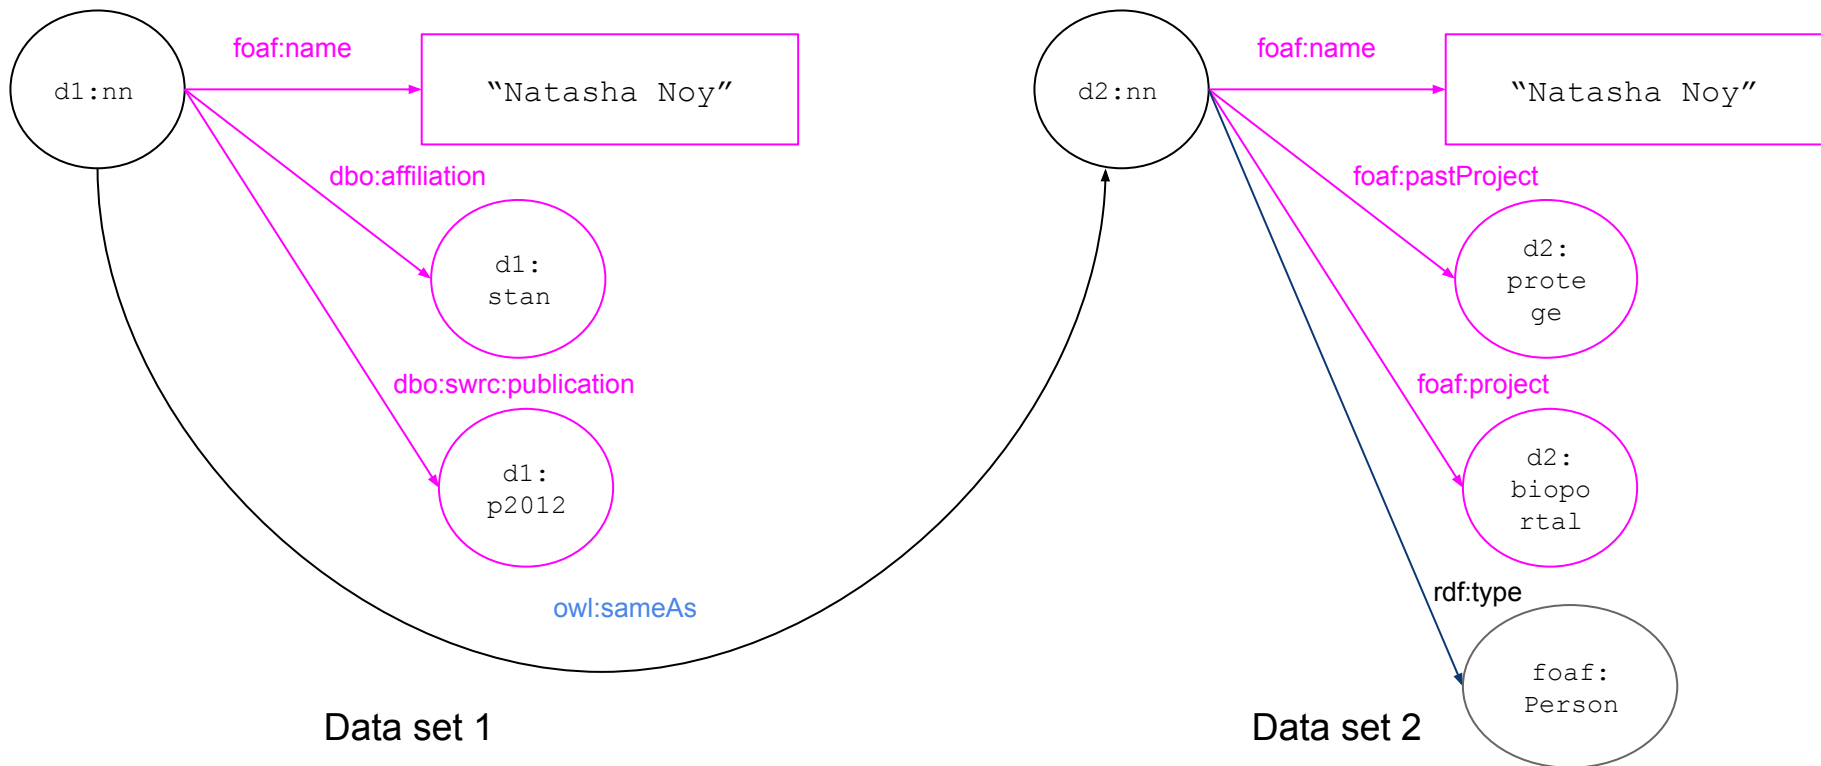 foaf:name
d1:nn
“Natasha Noy”
dbo:affiliation
d1:
stan
dbo:swrc:publication
d1:
p2012
owl:sameAs
Data set 1
foaf:name
d2:nn
“Natasha Noy”
foaf:pastProject
d2:
prote
ge
foaf:project
d2:
biopo
rtal
rdf:type
foaf:
Person
Data set 2